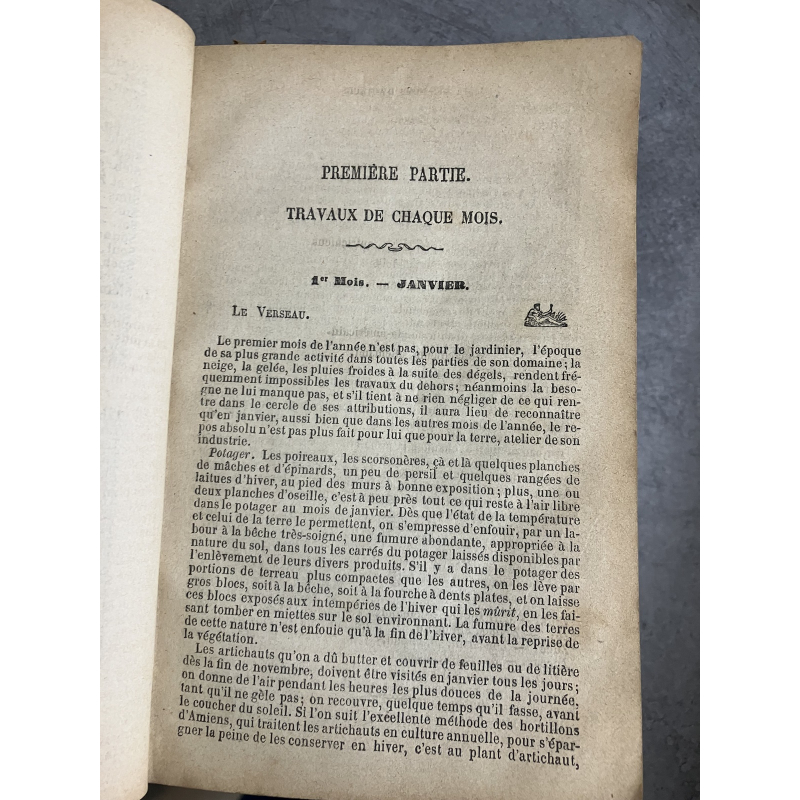 PREMIÈRE PARTIE.
TRAVAUX DE CHAQUE MOIS.
1er Mois. — JANVIER.
LE VERSEAU.
Le premier mois de l'année n'est pas, pour le jardinier, l'époque
de sa plus grande activité dans toutes les parties de son domaine; la
neige, la gelée, les pluies froides à la suite des dégels, rendent fré-
quemment impossibles les travaux du dehors; néanmoins la beso-
gne ne lui manque pas, et s'il tient à ne rien négliger de ce qui ren-
tre dans le cercle de ses attributions, il aura lieu de reconnaître
qu'en janvier, aussi bien que dans les autres mois de l'année, le re-
pos absolu n'est pas plus fait pour lui que pour la terre, atelier de son
industrie.
Potager. Les poireaux, les scorsonères, çà et là quelques planches
de mâches et d'épinards, un peu de persil et quelques rangées de
laitues d'hiver, au pied des murs à bonne exposition; plus, une ou
deux planches d'oseille, c'est à peu près tout ce qui reste à l'air libre
dans le potager au mois de janvier. Dès que l'état de la température
et celui de la terre le permettent, on s'empresse d'enfouir, par un la-
bour à la bêche très-soigné, une fumure abondante, appropriée à la
nature du sol, dans tous les carrés du potager laissés disponibles par
l'enlèvement de leurs divers produits. S'il y a dans le potager des
portions de terreau plus compactes que les autres, on les lève par
gros blocs, soit à la bêche, soit à la fourche à dents plates, et on laisse
ces blocs exposés aux intempéries de l'hiver qui les mûrit, en les fai-
sant tomber en miettes sur le sol environnant. La fumure des terres
de cette nature n'est enfouie qu'à la fin de l'hiver, avant la reprise de
la végétation.
Les artichauts qu'on a dû butter et couvrir de feuilles ou de litière
dès la fin de novembre, doivent être visités en janvier tous les jours;
on donne de l'air pendant les heures les plus douces de la journée,
tant qu'il ne gèle pas; on recouvre, quelque temps qu'il fasse, avant
le coucher du soleil. Si l'on suit l'excellente méthode des hortillons
d'Amiens, qui traitent les artichauts en culture annuelle, pour s'épar-
gner la peine de les conserver en hiver, c'est au plant d'artichaut,